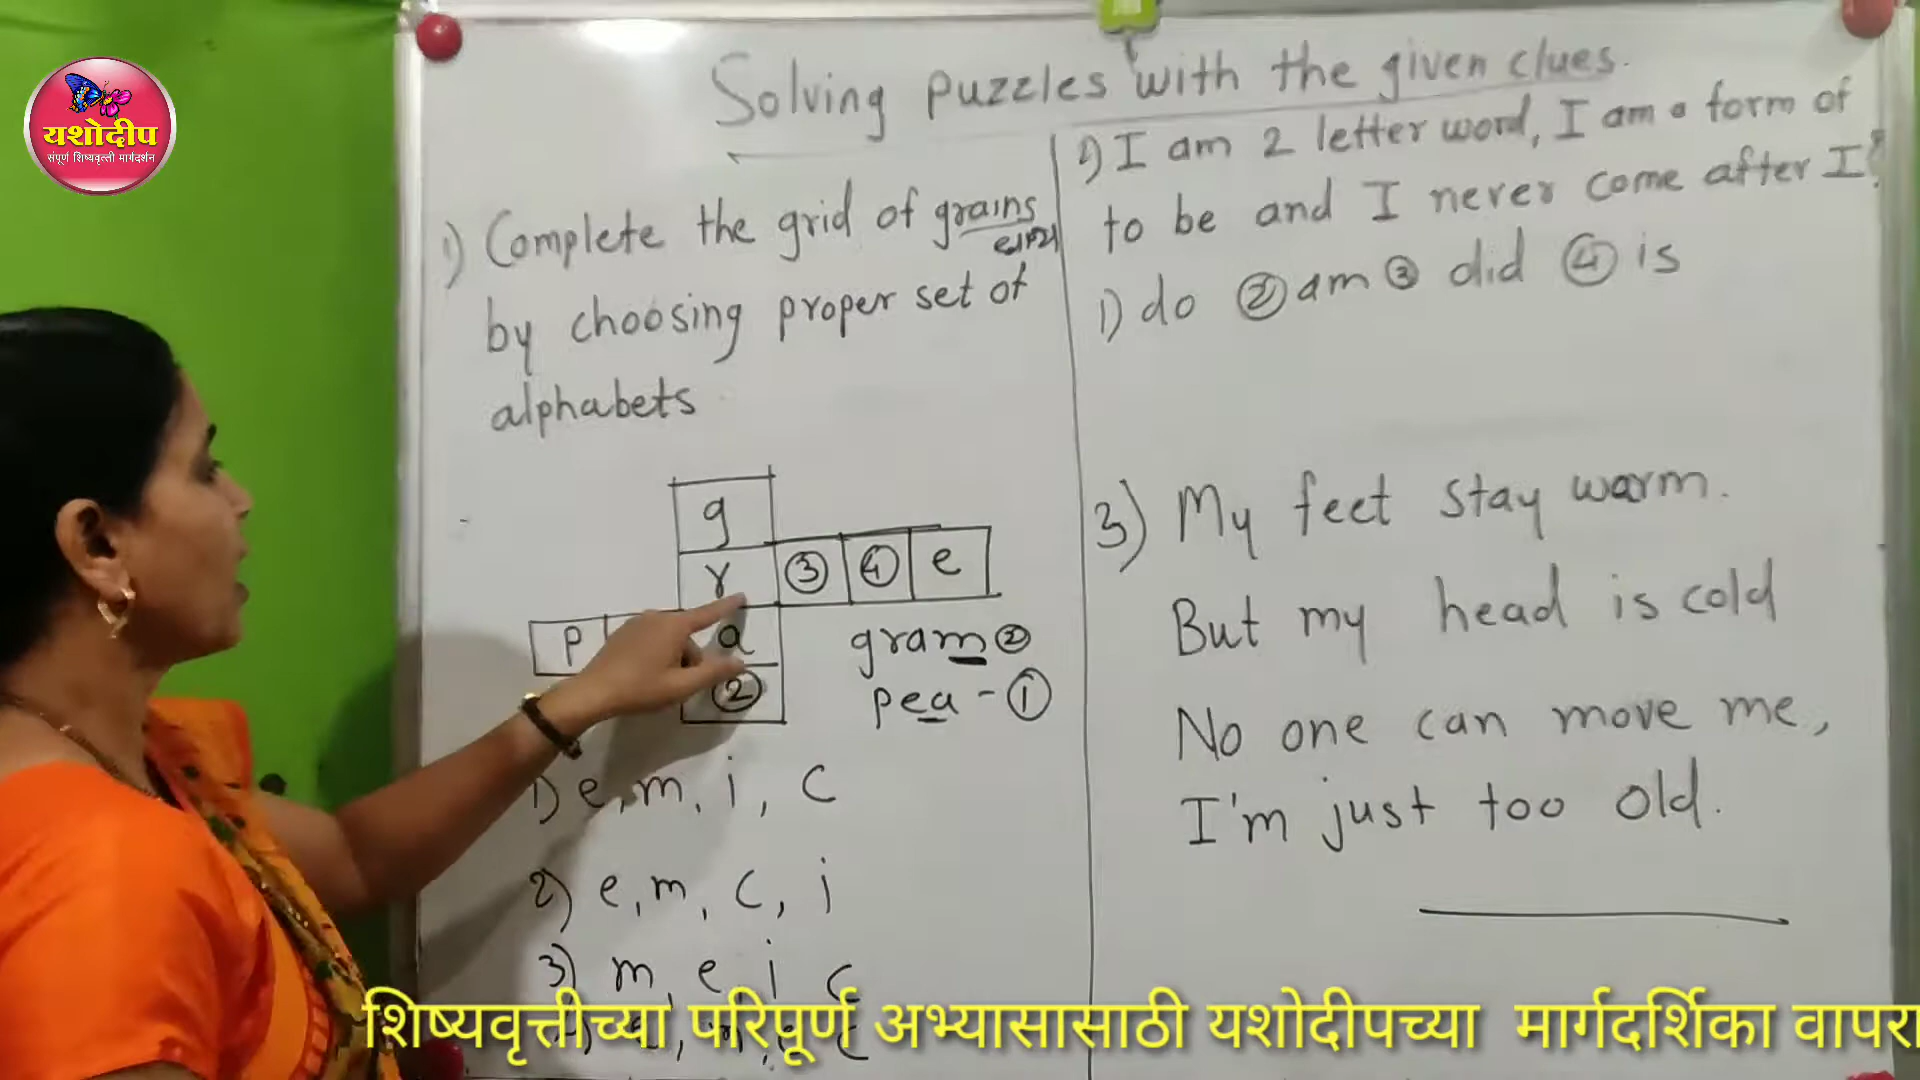 यशोदीप
संपूर्ण शिष्यवृत्ती मार्गदर्शन
Solving puzzles with the given clues.
1) Complete the grid of grains
धान्य
by choosing proper set of
alphabets
g
r ③ ④ e
p a
②
gram ②
pea - ①
1) e, m, i, c
2) e, m, c, i
3) m, e, i c
2) I am 2 letter word, I am a form of
to be and I never come after I?
1) do ② am ③ did ④ is
3) My feet stay warm.
But my head is cold
No one can move me,
I'm just too old.
शिष्यवृत्तीच्या परिपूर्ण अभ्यासासाठी यशोदीपच्या मार्गदर्शिका वापरा